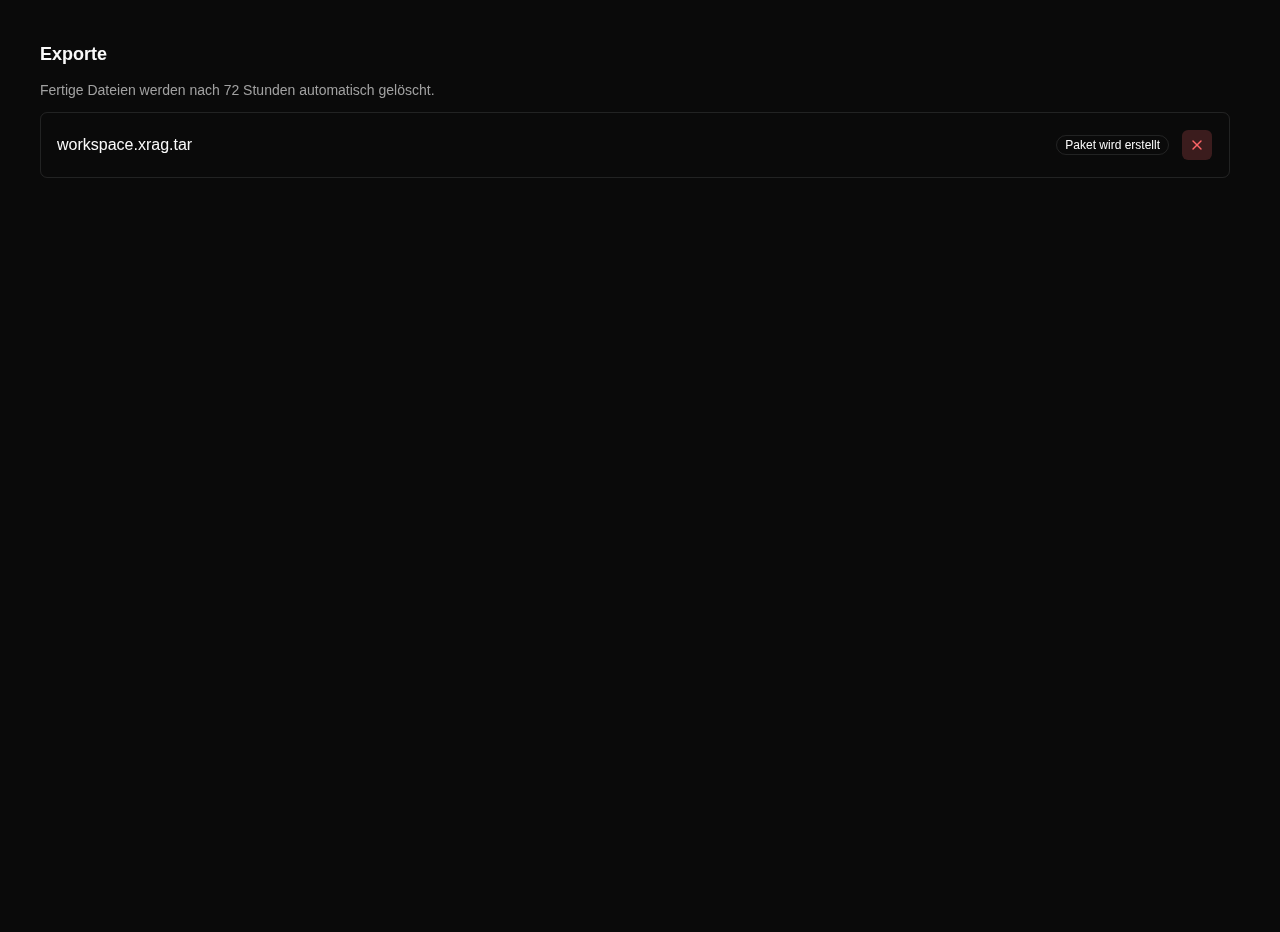 Exporte
Fertige Dateien werden nach 72 Stunden automatisch gelöscht.
workspace.xrag.tar
Paket wird erstellt